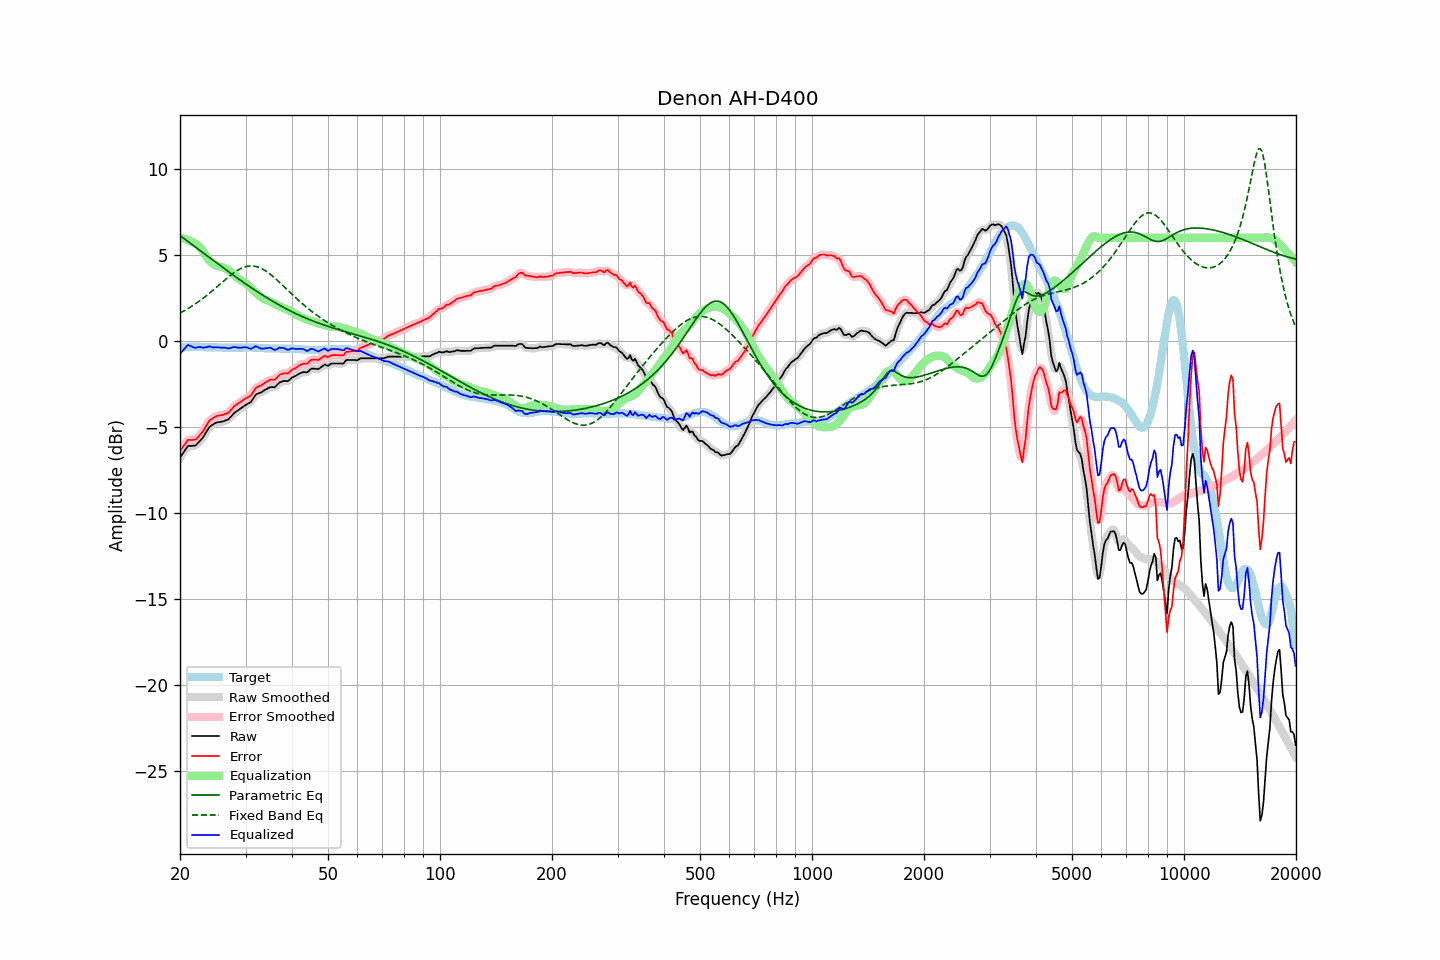 Denon AH-D400
Amplitude (dBr)
10
5
0
−5
−10
−15
−20
−25
Target
Raw Smoothed
Error Smoothed
Raw
Error
Equalization
Parametric Eq
Fixed Band Eq
Equalized
20 50 100 200 500 1000 2000 5000 10000 20000
Frequency (Hz)